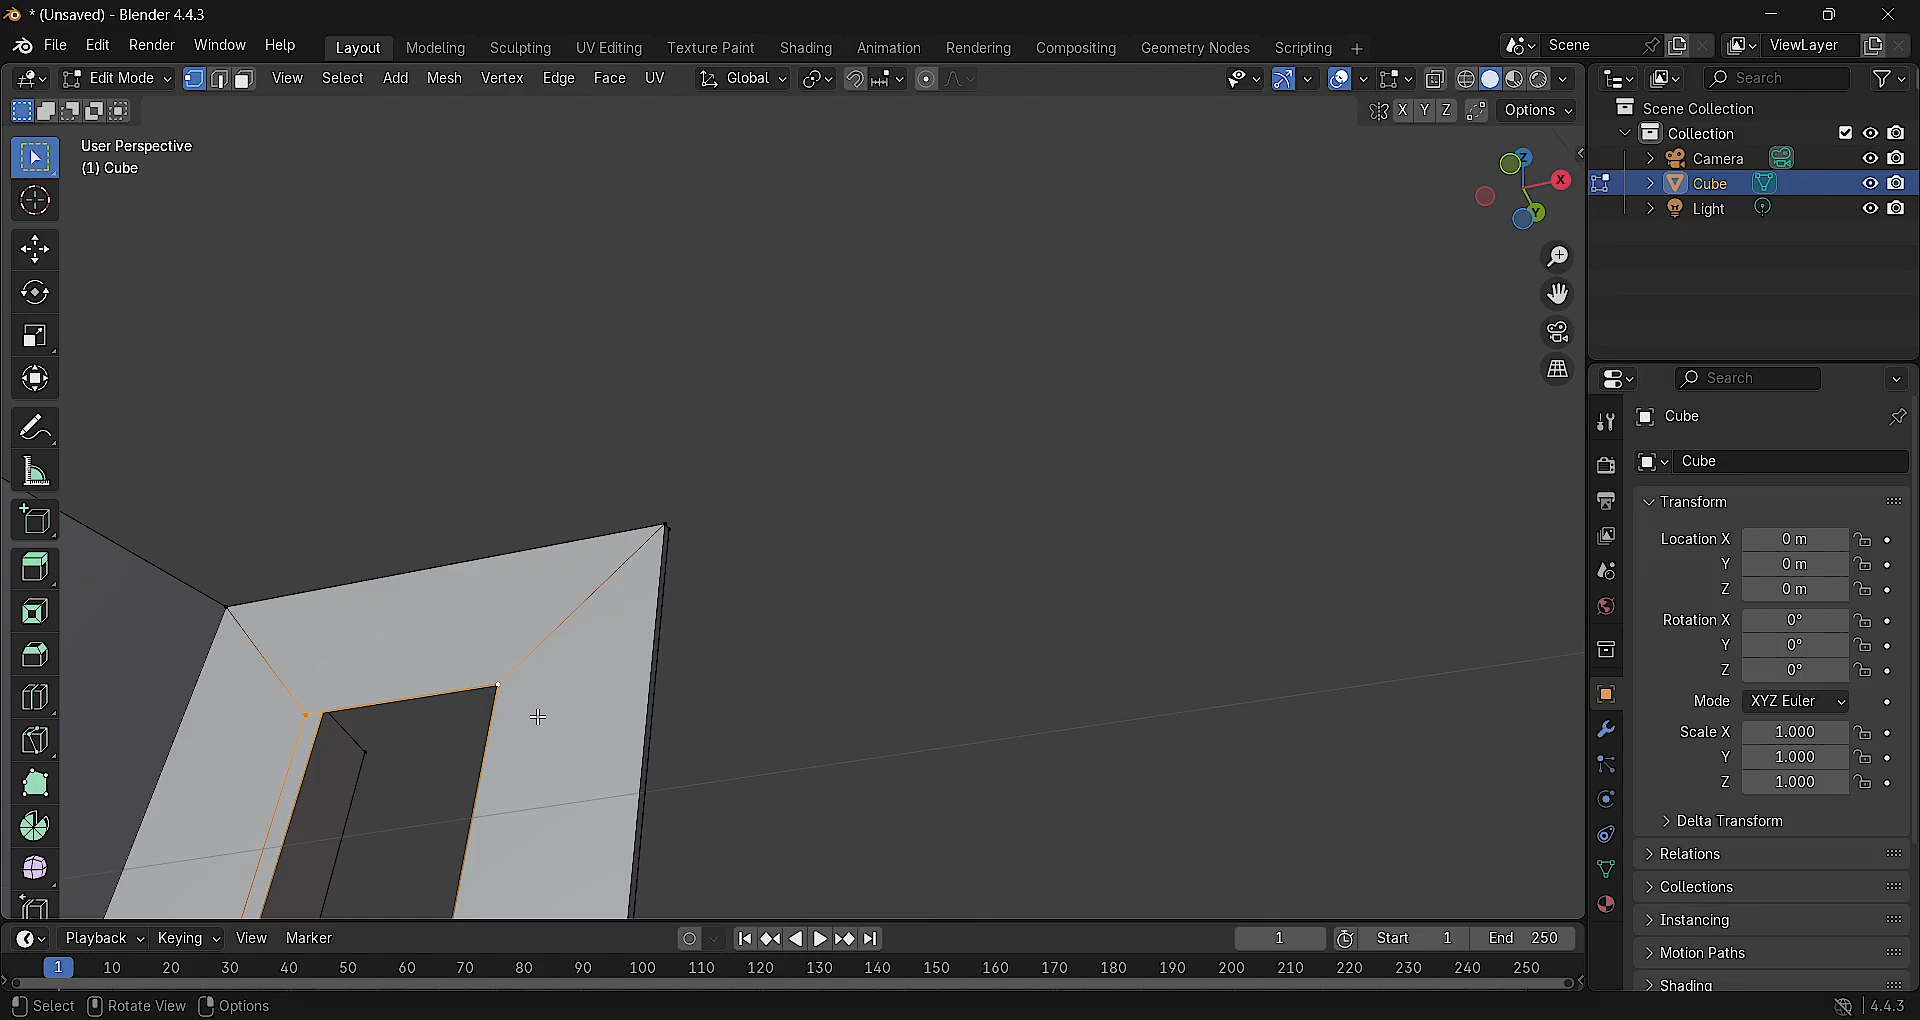 * (Unsaved) - Blender 4.4.3
File Edit Render Window Help Layout Modeling Sculpting UV Editing Texture Paint Shading Animation Rendering Compositing Geometry Nodes Scripting + Scene ViewLayer
Edit Mode View Select Add Mesh Vertex Edge Face UV Global Search
X Y Z Options
User Perspective
(1) Cube
Z X Y
Scene Collection
Collection
Camera
Cube
Light
Search
Cube
Cube
Transform
Location X 0 m
Y 0 m
Z 0 m
Rotation X 0°
Y 0°
Z 0°
Mode XYZ Euler
Scale X 1.000
Y 1.000
Z 1.000
Delta Transform
Relations
Collections
Instancing
Motion Paths
Shading
Playback Keying View Marker 1 Start 1 End 250
1 10 20 30 40 50 60 70 80 90 100 110 120 130 140 150 160 170 180 190 200 210 220 230 240 250
Select Rotate View Options 4.4.3